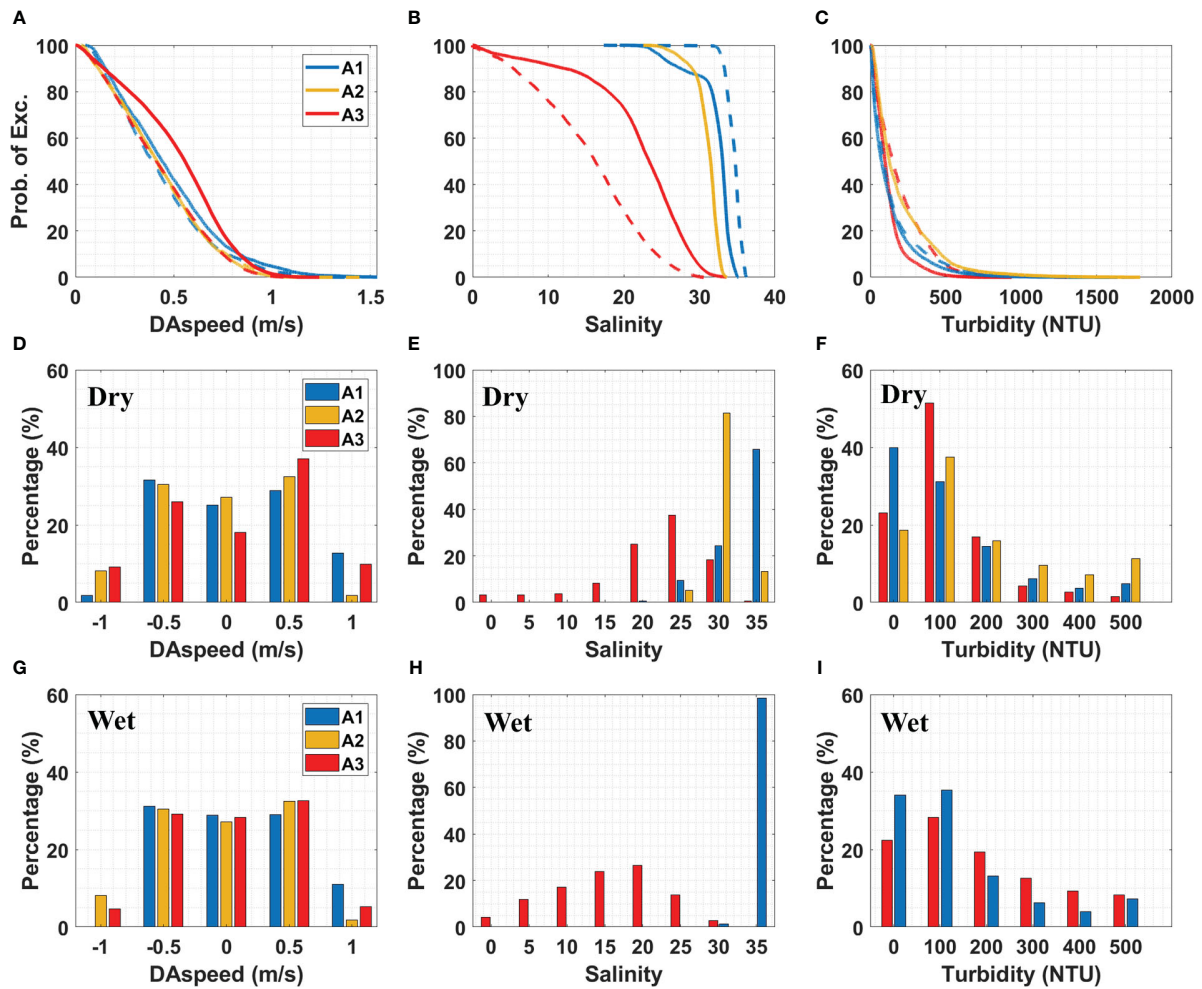 A
B
C
100
80
60
40
20
0
Prob. of Exc.
A1
A2
A3
0
0.5
1
1.5
DAspeed (m/s)
100
80
60
40
20
0
0
10
20
30
40
Salinity
100
80
60
40
20
0
0
500
1000
1500
2000
Turbidity (NTU)
D
E
F
60
40
20
0
Percentage (%)
Dry
A1
A2
A3
-1
-0.5
0
0.5
1
DAspeed (m/s)
100
80
60
40
20
0
Percentage (%)
Dry
0
5
10
15
20
25
30
35
Salinity
60
40
20
0
Percentage (%)
Dry
0
100
200
300
400
500
Turbidity (NTU)
G
H
I
60
40
20
0
Percentage (%)
Wet
A1
A2
A3
-1
-0.5
0
0.5
1
DAspeed (m/s)
100
80
60
40
20
0
Percentage (%)
Wet
0
5
10
15
20
25
30
35
Salinity
60
40
20
0
Percentage (%)
Wet
0
100
200
300
400
500
Turbidity (NTU)